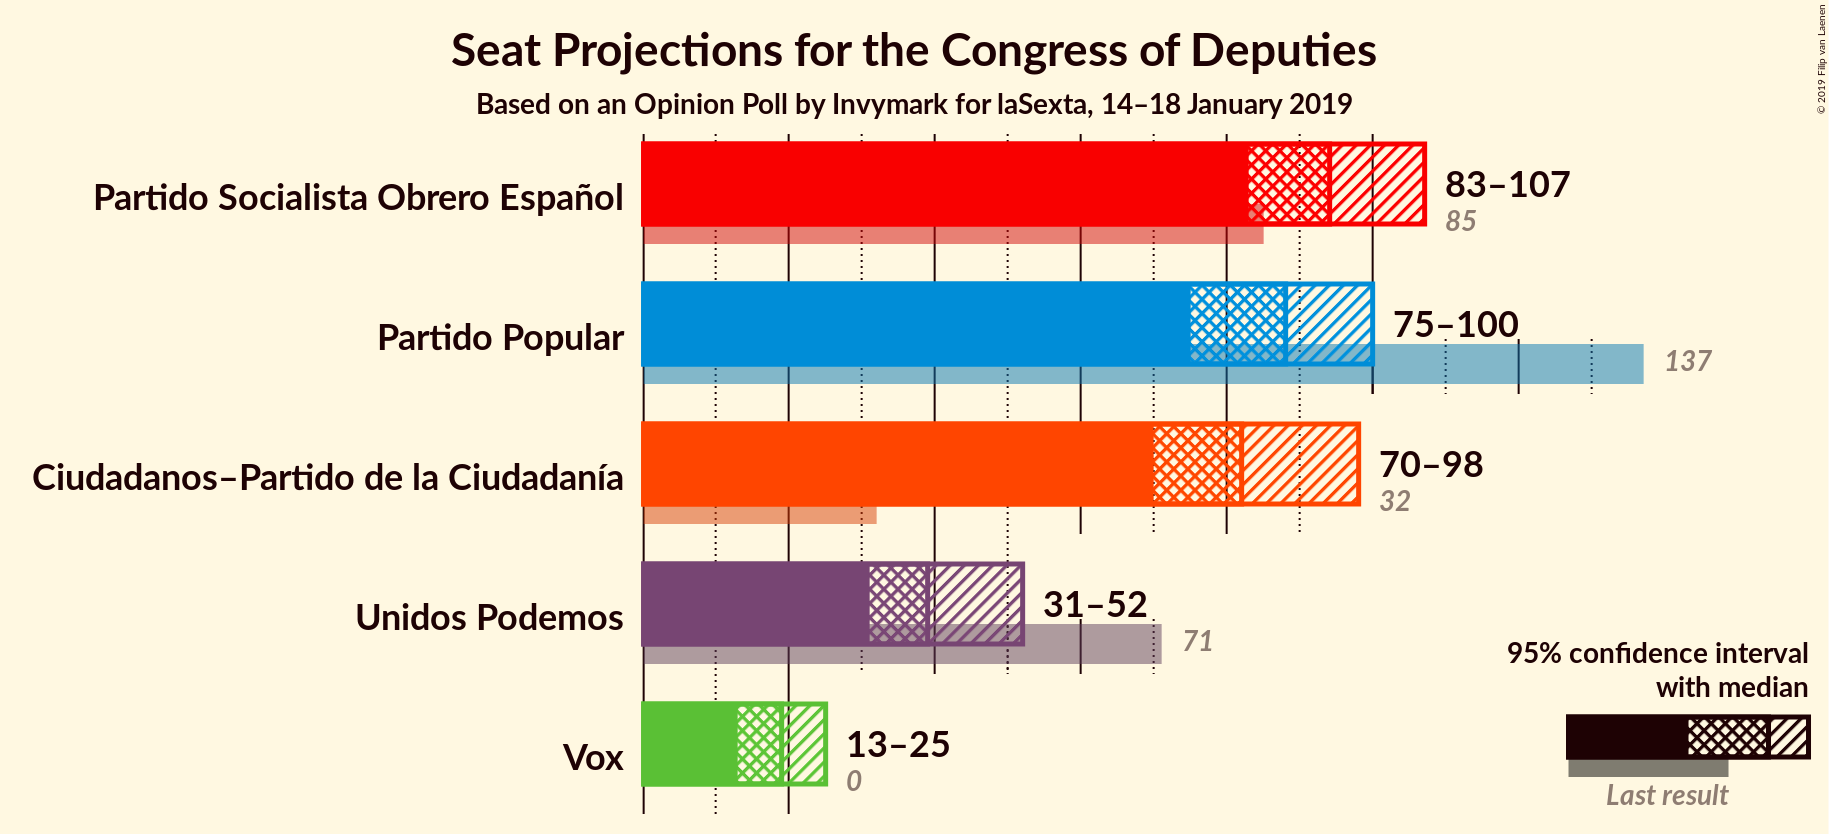 Seat Projections for the Congress of Deputies
Based on an Opinion Poll by Invymark for laSexta, 14–18 January 2019
© 2019 Filip van Laenen
Partido Socialista Obrero Español
83–107
85
Partido Popular
75–100
137
Ciudadanos–Partido de la Ciudadanía
70–98
32
Unidos Podemos
31–52
71
Vox
13–25
0
95% confidence interval
with median
Last result